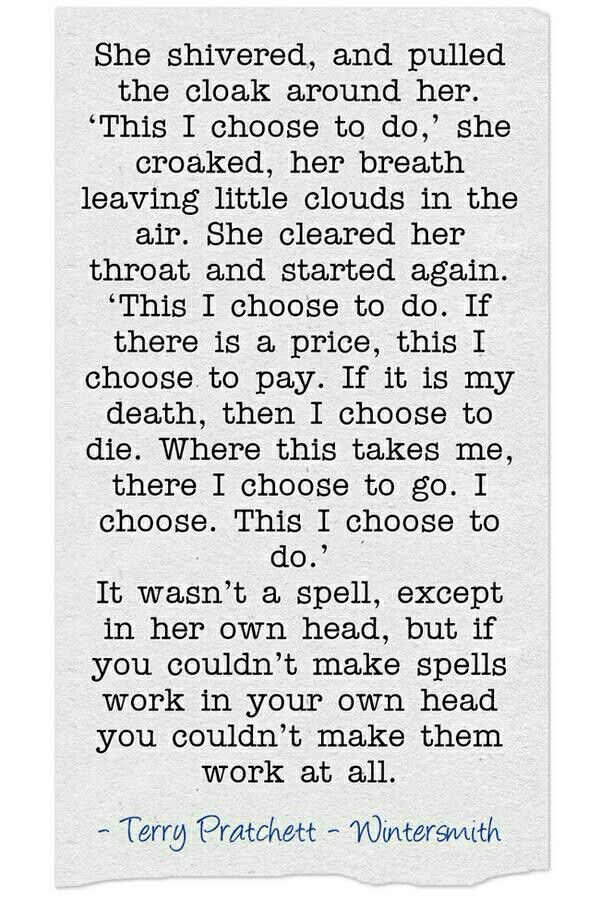 She shivered, and pulled
the cloak around her.
‘This I choose to do,’ she
croaked, her breath
leaving little clouds in the
air. She cleared her
throat and started again.
‘This I choose to do. If
there is a price, this I
choose to pay. If it is my
death, then I choose to
die. Where this takes me,
there I choose to go. I
choose. This I choose to
do.’
It wasn’t a spell, except
in her own head, but if
you couldn’t make spells
work in your own head
you couldn’t make them
work at all.
- Terry Pratchett - Wintersmith